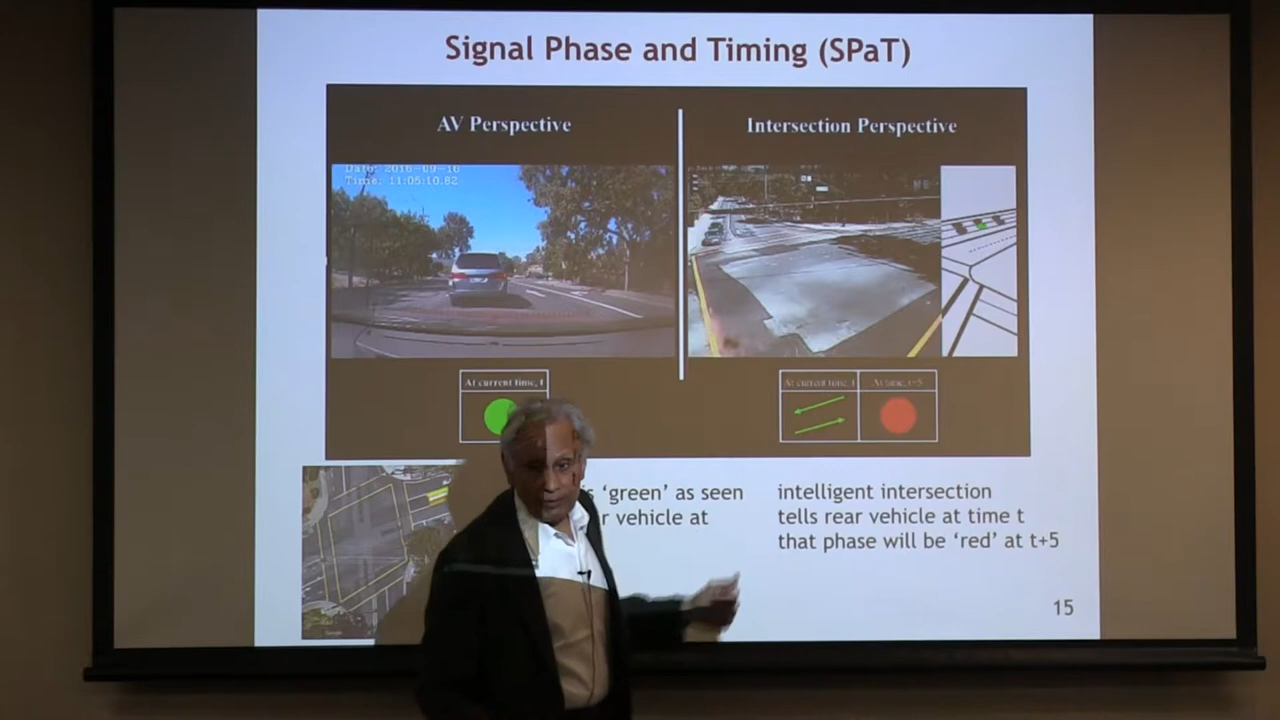 Signal Phase and Timing (SPaT)
AV Perspective
Intersection Perspective
Date: 2016-09-16
Time: 11:05:10.82
At current time, t
At current time, t
At time, t+5
'green' as seen
vehicle at
intelligent intersection
tells rear vehicle at time t
that phase will be 'red' at t+5
15